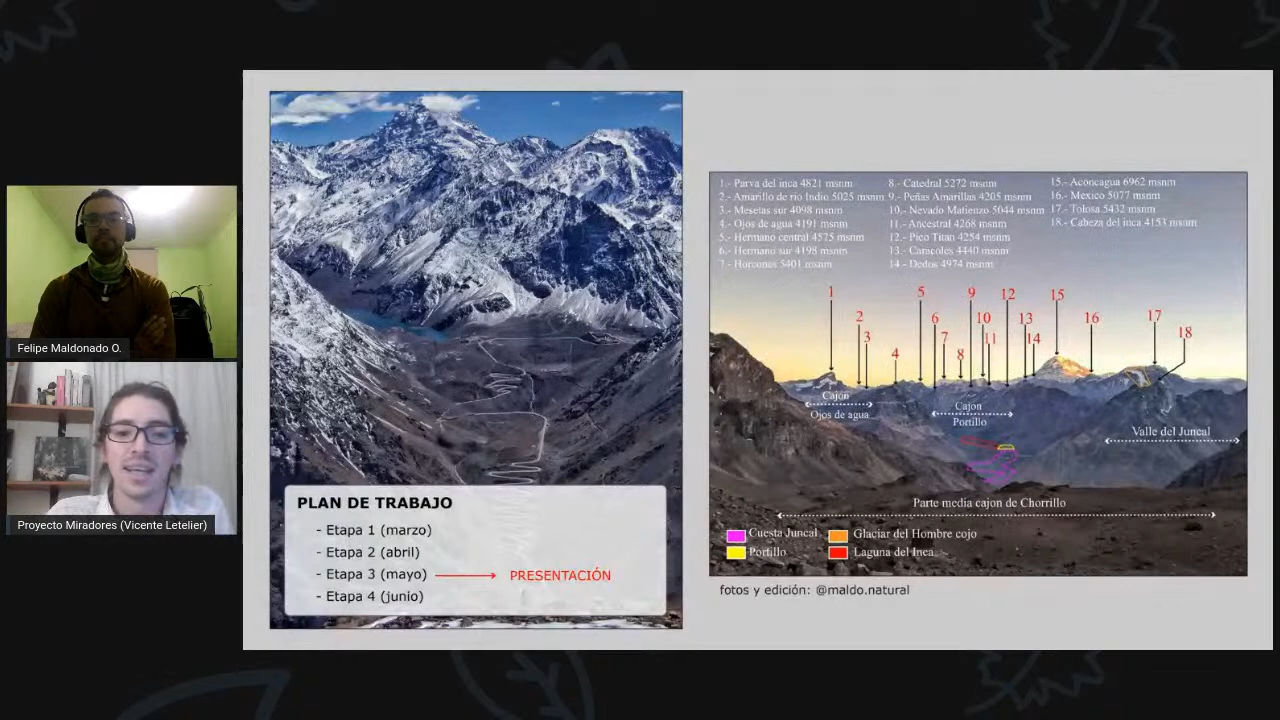 Felipe Maldonado O.
Proyecto Miradores (Vicente Letelier)
PLAN DE TRABAJO
- Etapa 1 (marzo)
- Etapa 2 (abril)
- Etapa 3 (mayo)
PRESENTACIÓN
- Etapa 4 (junio)
1.- Parva del inca 4821 msnm
2.- Amarillo de rio Indio 5025 msnm
3.- Mesetas sur 4098 msnm
4.- Ojos de agua 4191 msnm
5.- Hermano central 4575 msnm
6.- Hermano sur 4198 msnm
7.- Horcones 5401 msnm
8.- Catedral 5272 msnm
9.- Peñas Amarillas 4205 msnm
10.- Nevado Matienzo 5044 msnm
11.- Ancestral 4268 msnm
12.- Pico Titan 4254 msnm
13.- Caracoles 4440 msnm
14.- Dedos 4974 msnm
15.- Aconcagua 6962 msnm
16.- Mexico 5077 msnm
17.- Tolosa 5432 msnm
18.- Cabeza del inca 4153 msnm
1
2
3
4
5
6
7
8
9
10
11
12
13
14
15
16
17
18
Cajon
Ojos de agua
Cajon
Portillo
Valle del Juncal
Parte media cajon de Chorrillo
Cuesta Juncal
Glaciar del Hombre cojo
Portillo
Laguna del Inca
fotos y edición: @maldo.natural